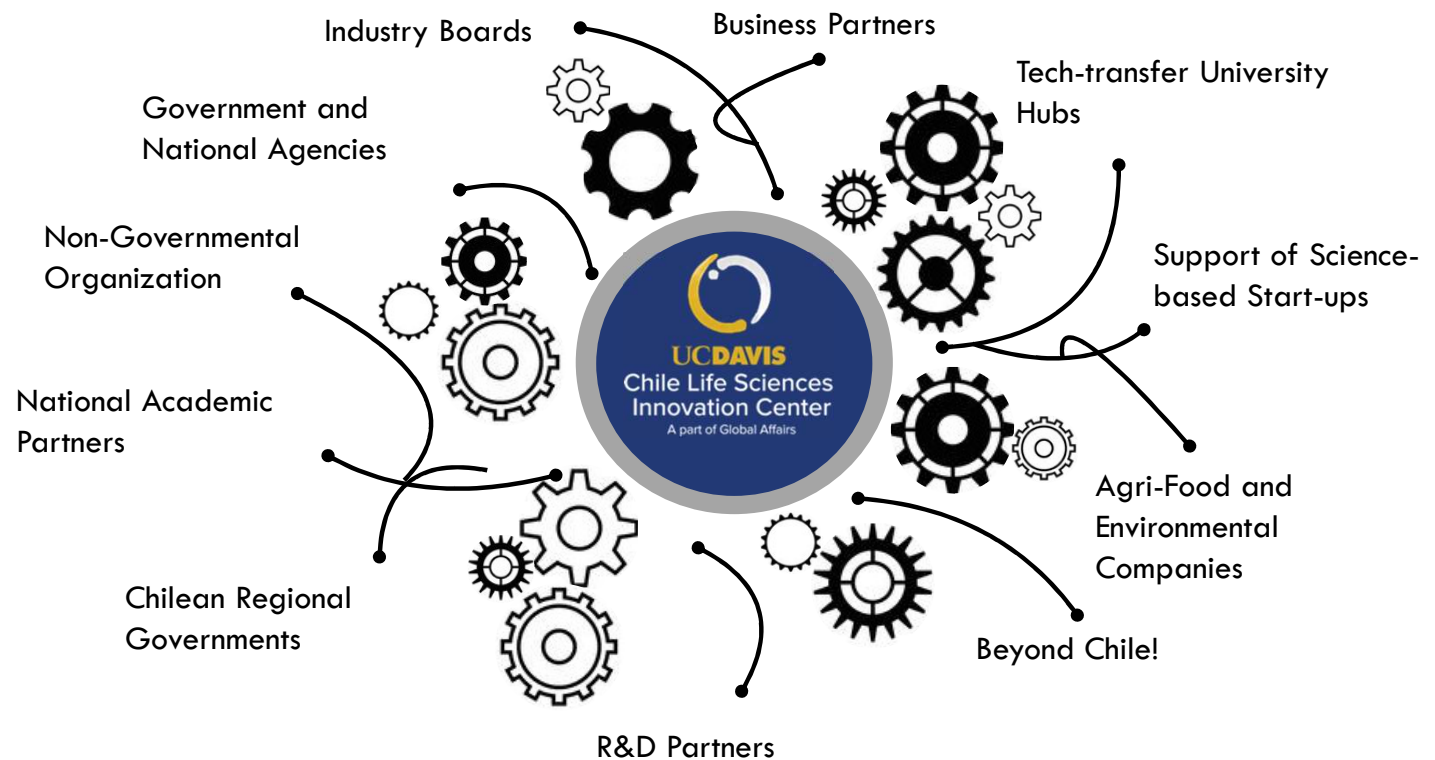 Industry Boards
Business Partners
Tech-transfer University
Hubs
Government and
National Agencies
Non-Governmental
Organization
Support of Science-
based Start-ups
UCDAVIS
Chile Life Sciences
Innovation Center
A part of Global Affairs
National Academic
Partners
Agri-Food and
Environmental
Companies
Chilean Regional
Governments
Beyond Chile!
R&D Partners